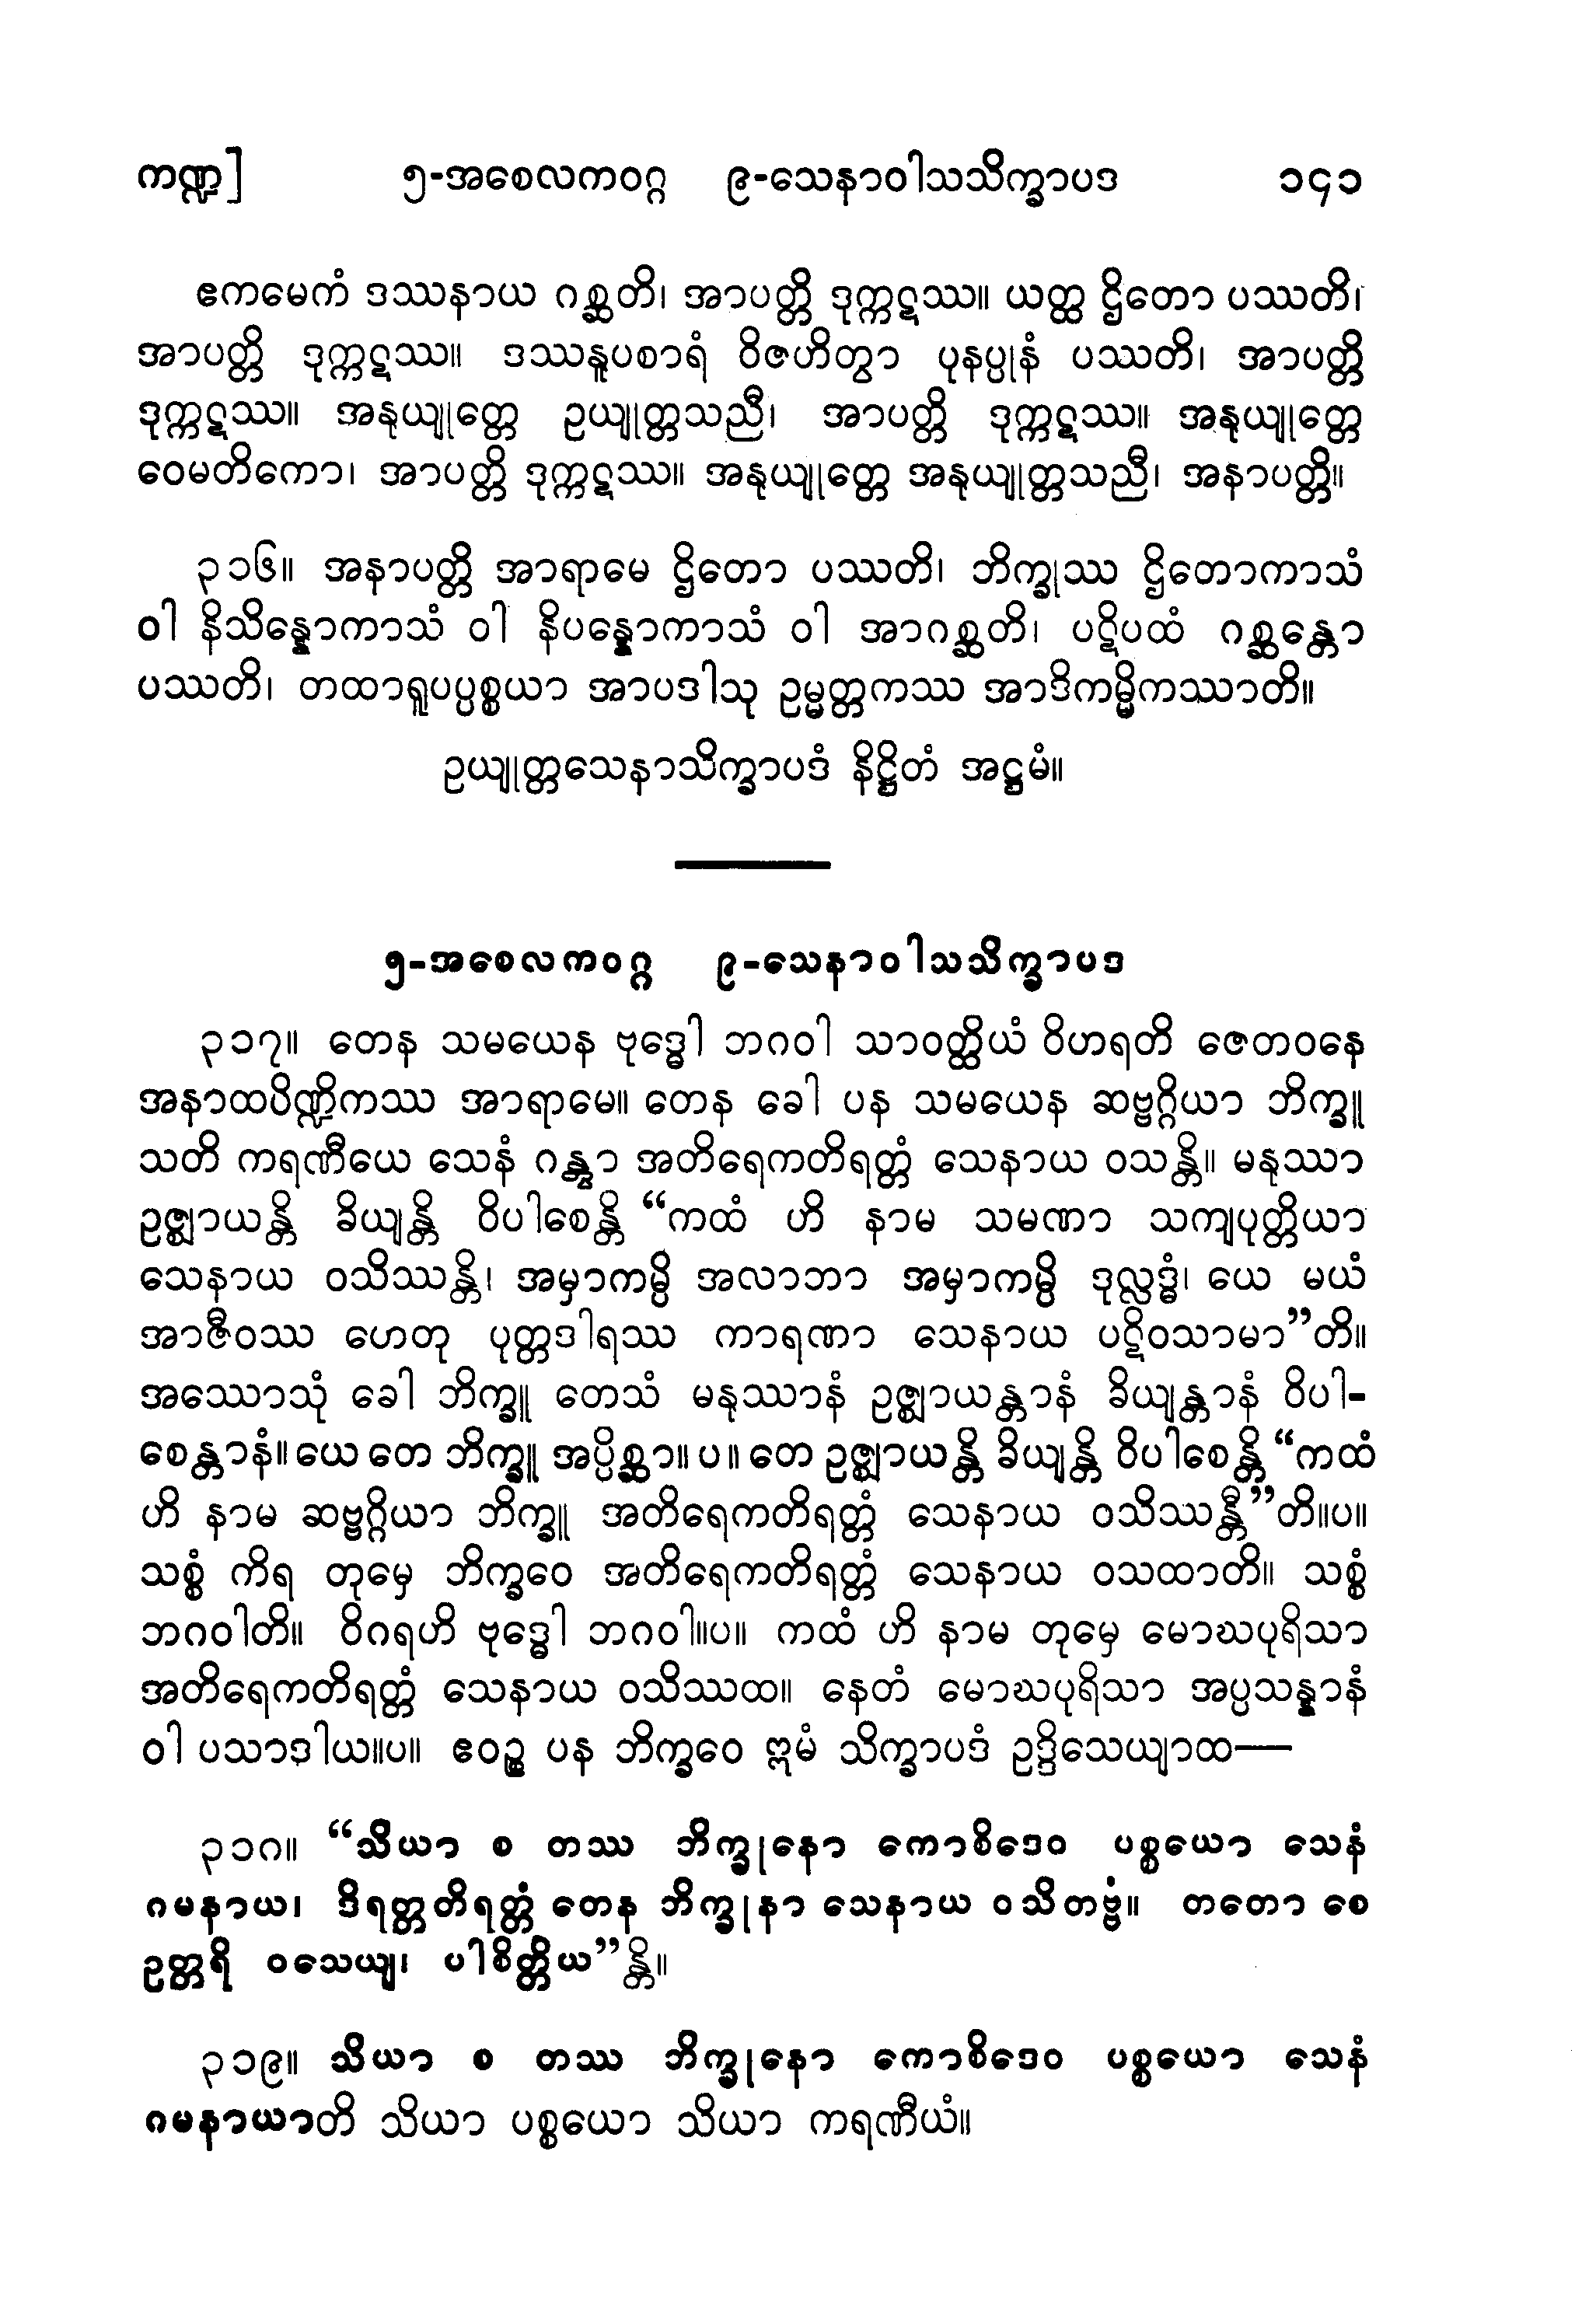 ကဏ္ဍ] ၅-အစေလကဝဂ္ဂ ၉-သေနာဝါသသိက္ခာပဒ ၁၄၁
ဧကမေကံ ဒဿနာယ ဂစ္ဆတိ၊ အာပတ္တိ ဒုက္ကဋဿ။ ယတ္ထ ဌိတော ပဿတိ၊
အာပတ္တိ ဒုက္ကဋဿ။ ဒဿနူပစာရံ ဝိဇဟိတွာ ပုနပ္ပုနံ ပဿတိ၊ အာပတ္တိ
ဒုက္ကဋဿ။ အနုယျုတ္တေ ဥယျုတ္တသညီ၊ အာပတ္တိ ဒုက္ကဋဿ။ အနုယျုတ္တေ
ဝေမတိကော၊ အာပတ္တိ ဒုက္ကဋဿ။ အနုယျုတ္တေ အနုယျုတ္တသညီ၊ အနာပတ္တိ။
၃၁၆။ အနာပတ္တိ အာရာမေ ဌိတော ပဿတိ၊ ဘိက္ခုဿ ဌိတောကာသံ
ဝါ နိသိန္နောကာသံ ဝါ နိပန္နောကာသံ ဝါ အာဂစ္ဆတိ၊ ပဋိပထံ ဂစ္ဆန္တော
ပဿတိ၊ တထာရူပပ္ပစ္စယာ အာပဒါသု ဥမ္မတ္တကဿ အာဒိကမ္မိကဿာတိ။
ဥယျုတ္တသေနာသိက္ခာပဒံ နိဋ္ဌိတံ အဋ္ဌမံ။
၅-အစေလကဝဂ္ဂ ၉-သေနာဝါသသိက္ခာပဒ
၃၁၇။ တေန သမယေန ဗုဒ္ဓေါ ဘဂဝါ သာဝတ္ထိယံ ဝိဟရတိ ဇေတဝနေ
အနာထပိဏ္ဍိကဿ အာရာမေ။ တေန ခေါ ပန သမယေန ဆဗ္ဗဂ္ဂိယာ ဘိက္ခူ
သတိ ကရဏီယေ သေနံ ဂန္တွာ အတိရေကတိရတ္တံ သေနာယ ဝသန္တိ။ မနုဿာ
ဥဇ္ဈာယန္တိ ခိယျန္တိ ဝိပါစေန္တိ “ကထံ ဟိ နာမ သမဏာ သကျပုတ္တိယာ
သေနာယ ဝသိဿန္တိ၊ အမှာကမ္ပိ အလာဘာ အမှာကမ္ပိ ဒုလ္လဒ္ဓံ၊ ယေ မယံ
အာဇီဝဿ ဟေတု ပုတ္တဒါရဿ ကာရဏာ သေနာယ ပဋိဝသာမာ”တိ။
အဿောသုံ ခေါ ဘိက္ခူ တေသံ မနုဿာနံ ဥဇ္ဈာယန္တာနံ ခိယျန္တာနံ ဝိပါ-
စေန္တာနံ။ ယေ တေ ဘိက္ခူ အပ္ပိစ္ဆာ။ ပ။ တေ ဥဇ္ဈာယန္တိ ခိယျန္တိ ဝိပါစေန္တိ “ကထံ
ဟိ နာမ ဆဗ္ဗဂ္ဂိယာ ဘိက္ခူ အတိရေကတိရတ္တံ သေနာယ ဝသိဿန္တီ”တိ။ပ။
သစ္စံ ကိရ တုမှေ ဘိက္ခဝေ အတိရေကတိရတ္တံ သေနာယ ဝသထာတိ။ သစ္စံ
ဘဂဝါတိ။ ဝိဂရဟိ ဗုဒ္ဓေါ ဘဂဝါ။ပ။ ကထံ ဟိ နာမ တုမှေ မောဃပုရိသာ
အတိရေကတိရတ္တံ သေနာယ ဝသိဿထ။ နေတံ မောဃပုရိသာ အပ္ပသန္နာနံ
ဝါ ပသာဒါယ။ပ။ ဧဝဉ္စ ပန ဘိက္ခဝေ ဣမံ သိက္ခာပဒံ ဥဒ္ဒိသေယျာထ—
၃၁၈။ “သိယာ စ တဿ ဘိက္ခုနော ကောစိဒေဝ ပစ္စယော သေနံ
ဂမနာယ၊ ဒိရတ္တတိရတ္တံ တေန ဘိက္ခုနာ သေနာယ ဝသိတဗ္ဗံ။ တတော စေ
ဥတ္တရိ ဝသေယျ၊ ပါစိတ္တိယ”န္တိ။
၃၁၉။ သိယာ စ တဿ ဘိက္ခုနော ကောစိဒေဝ ပစ္စယော သေနံ
ဂမနာယာတိ သိယာ ပစ္စယော သိယာ ကရဏီယံ။